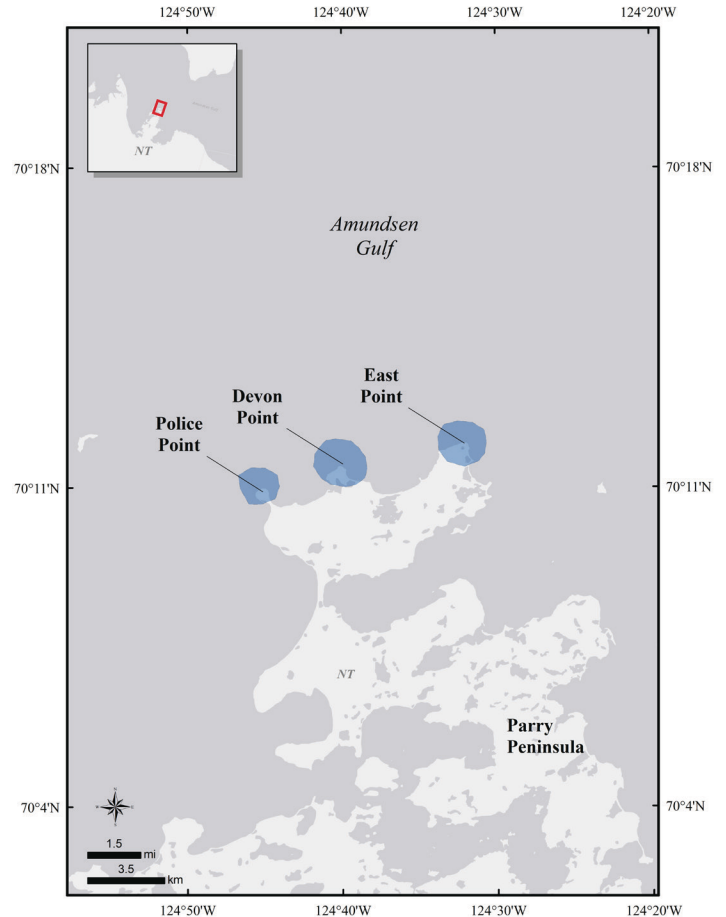 124°50'W 124°40'W 124°30'W 124°20'W
NT
70°18'N 70°18'N
Amundsen
Gulf
East
Point
Devon
Point
Police
Point
70°11'N 70°11'N
NT
Parry
Peninsula
70°4'N 70°4'N
1.5
mi
3.5
km
124°50'W 124°40'W 124°30'W 124°20'W